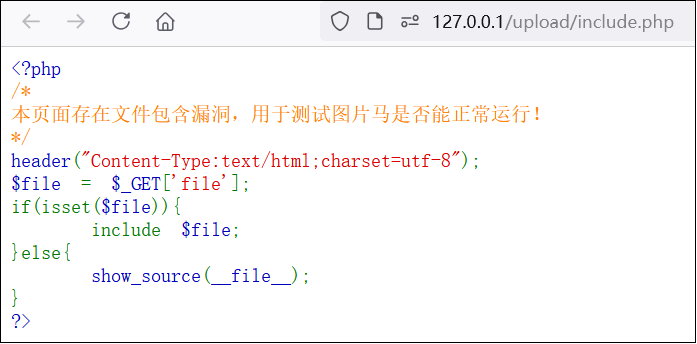 127.0.0.1/upload/include.php
<?php
/*
本页面存在文件包含漏洞，用于测试图片马是否能正常运行！
*/
header("Content-Type:text/html;charset=utf-8");
$file  =  $_GET['file'];
if(isset($file)){
        include  $file;
}else{
        show_source(__file__);
}
?>